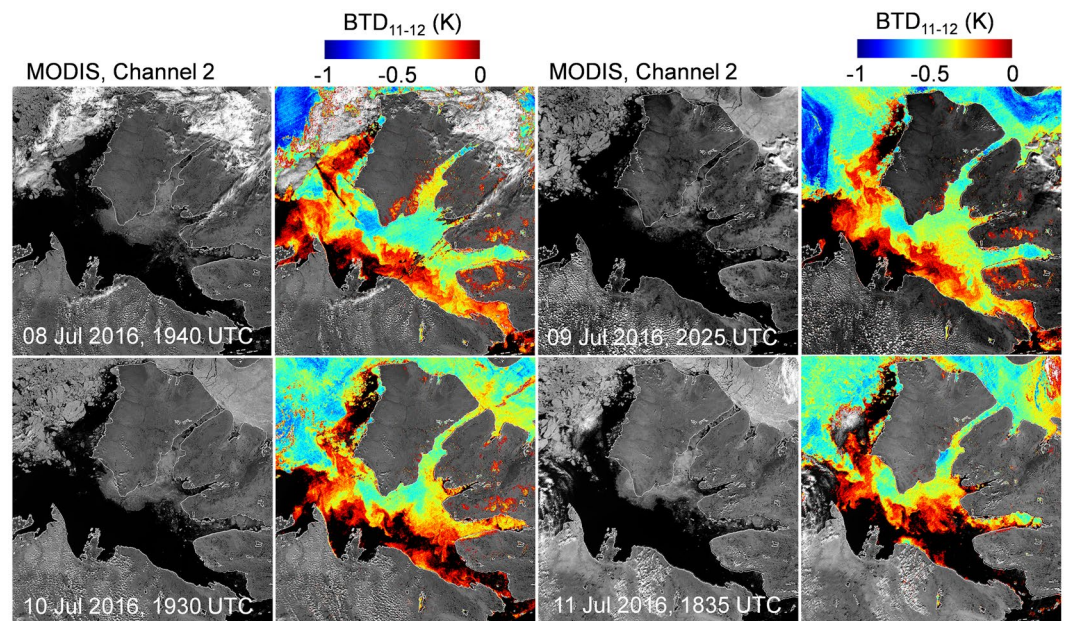 BTD11-12 (K)
BTD11-12 (K)
MODIS, Channel 2
-1 -0.5 0
MODIS, Channel 2
-1 -0.5 0
08 Jul 2016, 1940 UTC
09 Jul 2016, 2025 UTC
10 Jul 2016, 1930 UTC
11 Jul 2016, 1835 UTC